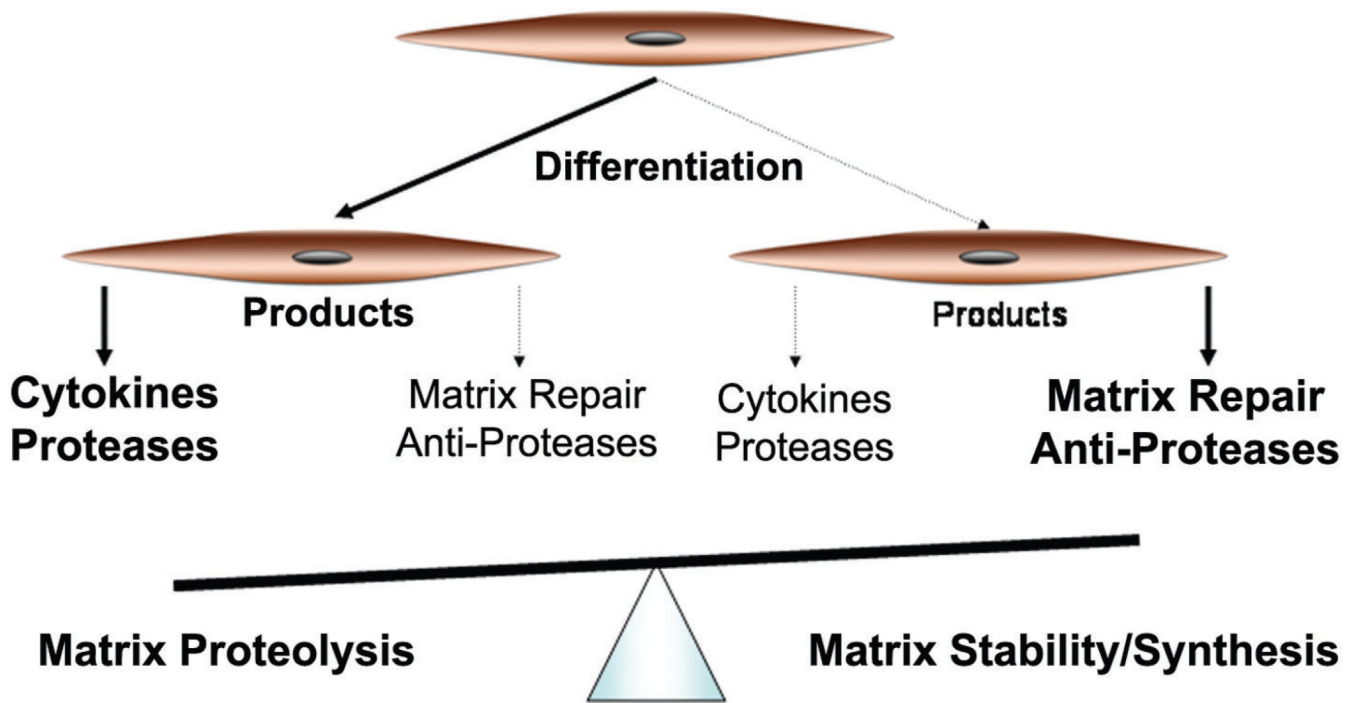 Differentiation
Products
Products
Cytokines
Proteases
Matrix Repair
Anti-Proteases
Cytokines
Proteases
Matrix Repair
Anti-Proteases
Matrix Proteolysis
Matrix Stability/Synthesis